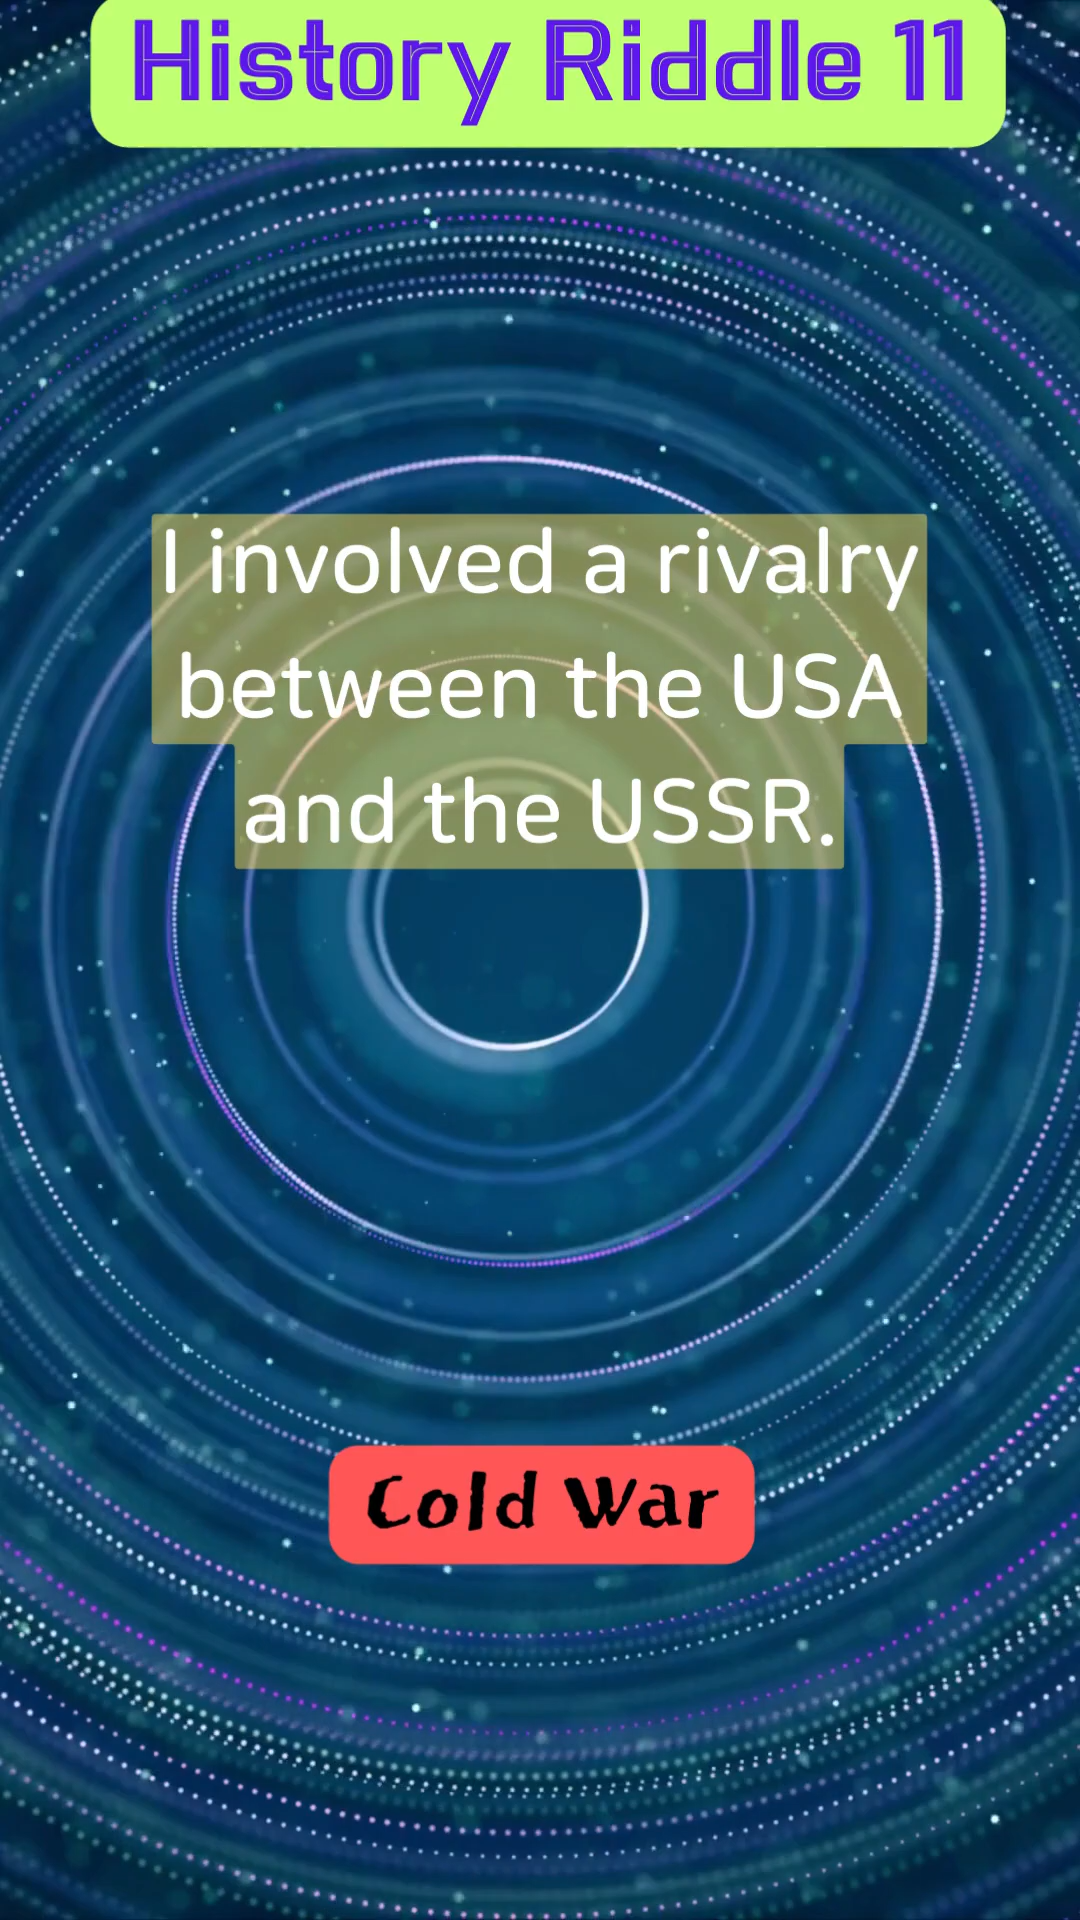 History Riddle 11
I involved a rivalry
between the USA
and the USSR.
Cold War